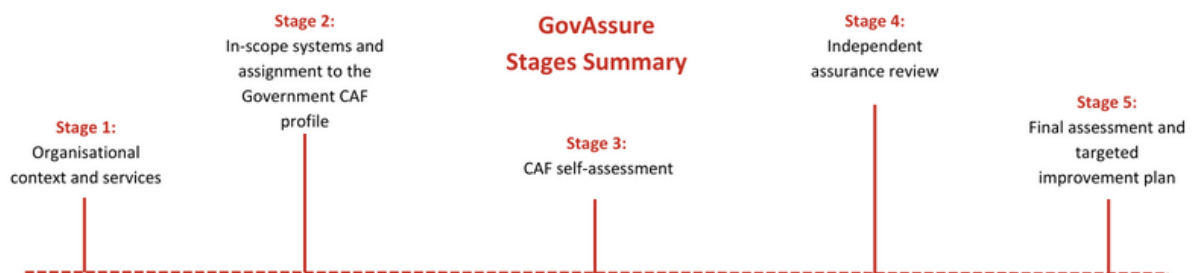 GovAssure
Stages Summary
Stage 1:
Organisational
context and services
Stage 2:
In-scope systems and
assignment to the
Government CAF
profile
Stage 3:
CAF self-assessment
Stage 4:
Independent
assurance review
Stage 5:
Final assessment and
targeted
improvement plan